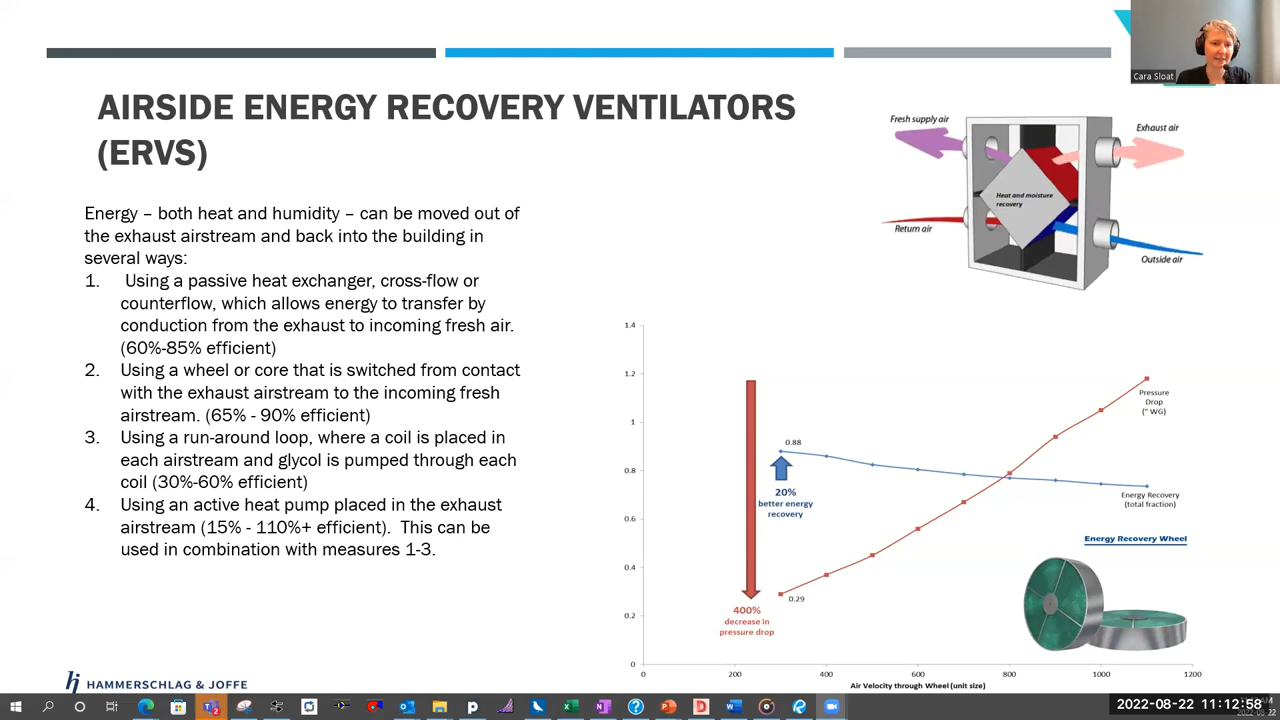 Cara Sloat
AIRSIDE ENERGY RECOVERY VENTILATORS
(ERVS)
Fresh supply air
Exhaust air
Heat and moisture
recovery
Return air
Outside air
Energy – both heat and humidity – can be moved out of
the exhaust airstream and back into the building in
several ways:
1. Using a passive heat exchanger, cross-flow or
counterflow, which allows energy to transfer by
conduction from the exhaust to incoming fresh air.
(60%-85% efficient)
2. Using a wheel or core that is switched from contact
with the exhaust airstream to the incoming fresh
airstream. (65% - 90% efficient)
3. Using a run-around loop, where a coil is placed in
each airstream and glycol is pumped through each
coil (30%-60% efficient)
4. Using an active heat pump placed in the exhaust
airstream (15% - 110%+ efficient). This can be
used in combination with measures 1-3.
1.4
1.2
1
0.8
0.6
0.4
0.2
0
0.88
20%
better energy
recovery
0.29
400%
decrease in
pressure drop
Pressure
Drop
(" WG)
Energy Recovery
(total fraction)
Energy Recovery Wheel
0 200 400 600 800 1000 1200
Air Velocity through Wheel (unit size)
hj HAMMERSCHLAG & JOFFE
2022-08-22 11:12:58